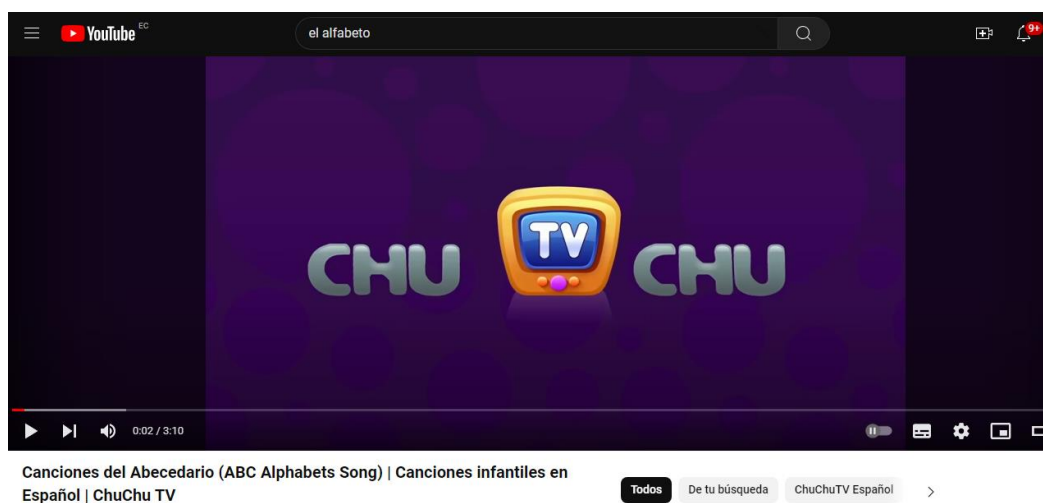 YouTube EC
el alfabeto
9+
CHU TV CHU
0:02 / 3:10
Canciones del Abecedario (ABC Alphabets Song) | Canciones infantiles en
Español | ChuChu TV
Todos De tu búsqueda ChuChuTV Español